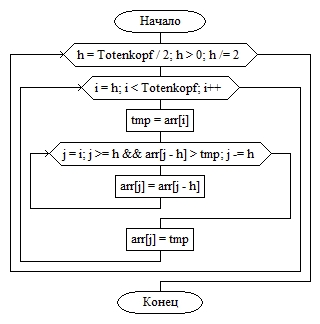 Начало
h = Totenkopf / 2; h > 0; h /= 2
i = h; i < Totenkopf; i++
tmp = arr[i]
j = i; j >= h && arr[j - h] > tmp; j -= h
arr[j] = arr[j - h]
arr[j] = tmp
Конец